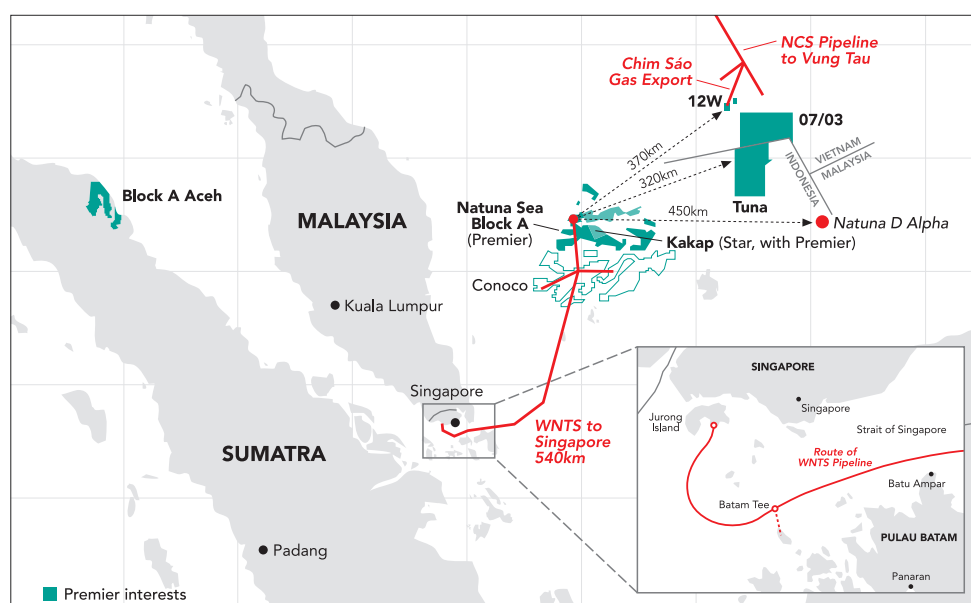 NCS Pipeline
to Vung Tau
Chim Sáo
Gas Export
12W
07/03
370km
320km
VIETNAM
MALAYSIA
INDONESIA
Block A Aceh
MALAYSIA
Natuna Sea
Block A
(Premier)
Tuna
450km
Natuna D Alpha
Kakap (Star, with Premier)
Conoco
Kuala Lumpur
Singapore
WNTS to
Singapore
540km
SUMATRA
Padang
Premier interests
SINGAPORE
Singapore
Jurong
Island
Strait of Singapore
Route of
WNTS Pipeline
Batu Ampar
Batam Tee
PULAU BATAM
Panaran